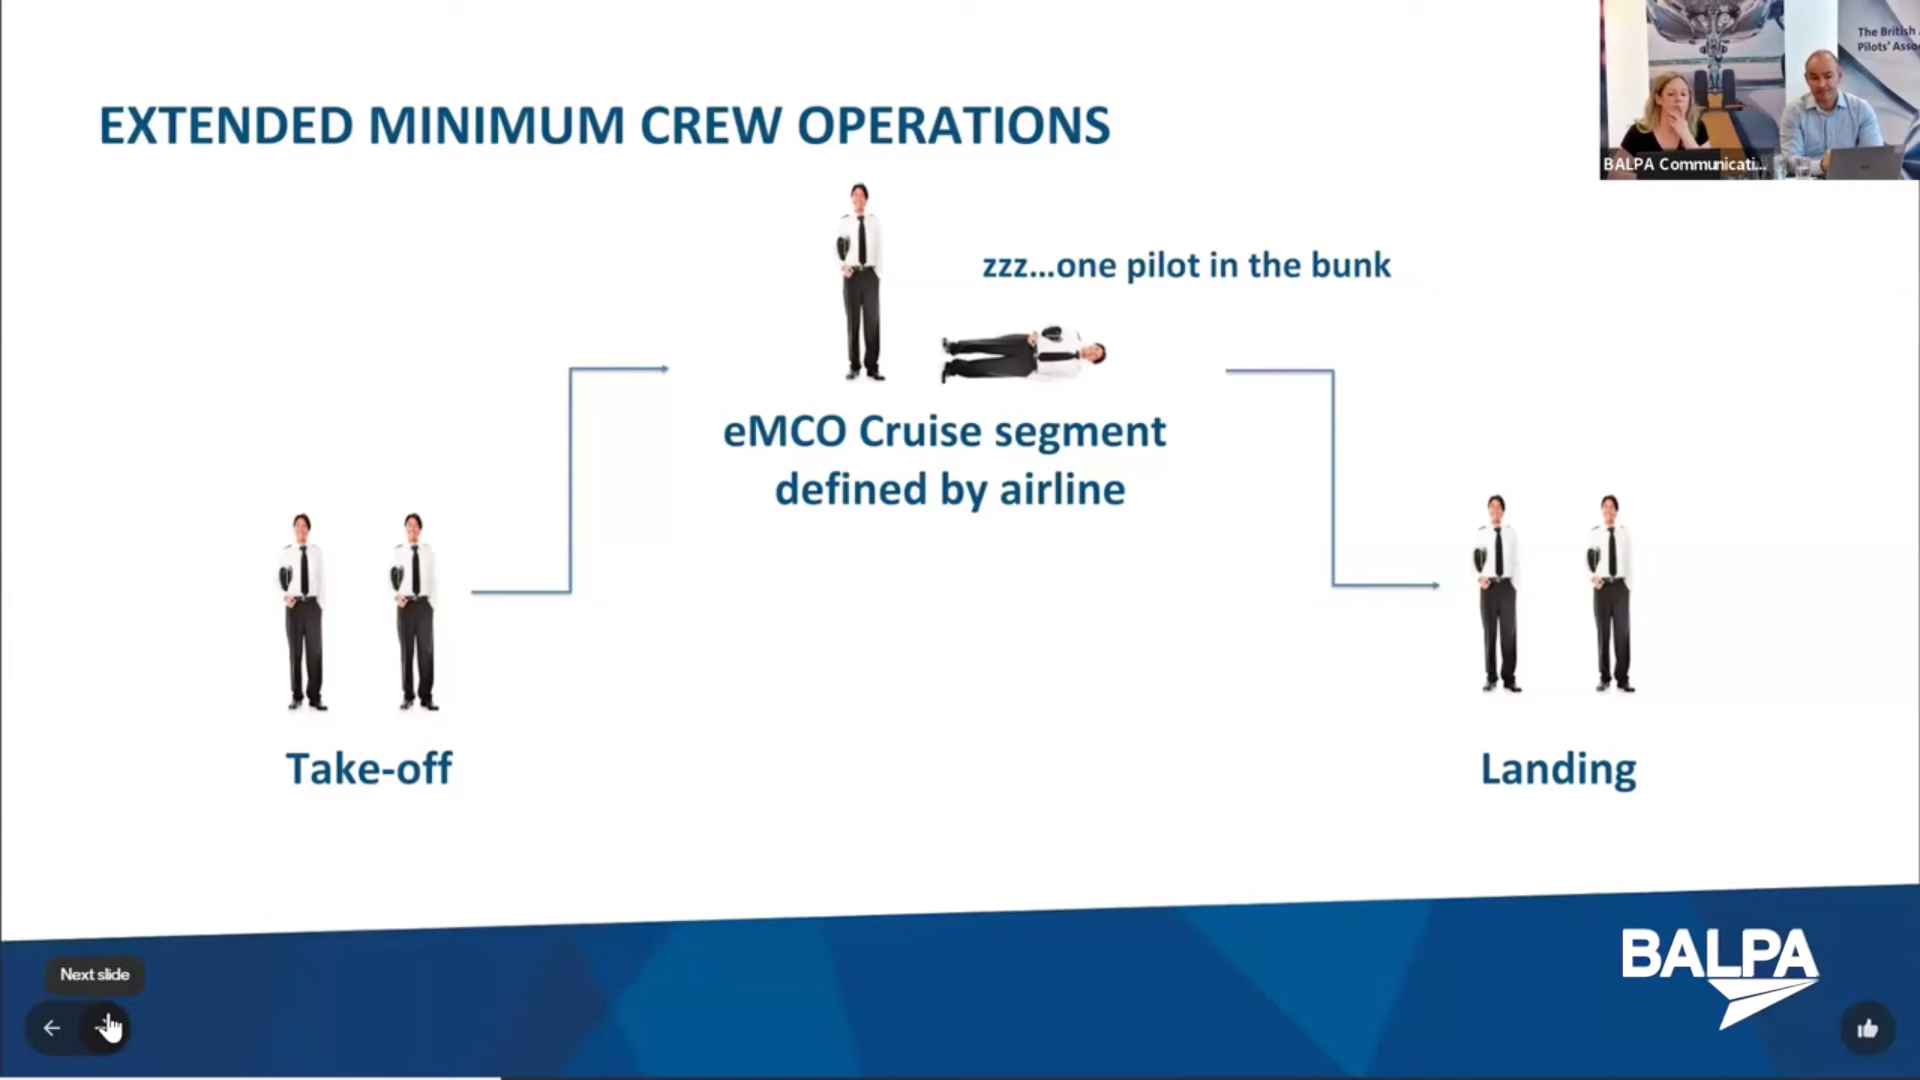 The British
Pilots' Asso
BALPA Communicati...
EXTENDED MINIMUM CREW OPERATIONS
zzz...one pilot in the bunk
eMCO Cruise segment
defined by airline
Take-off
Landing
BALPA
Next slide